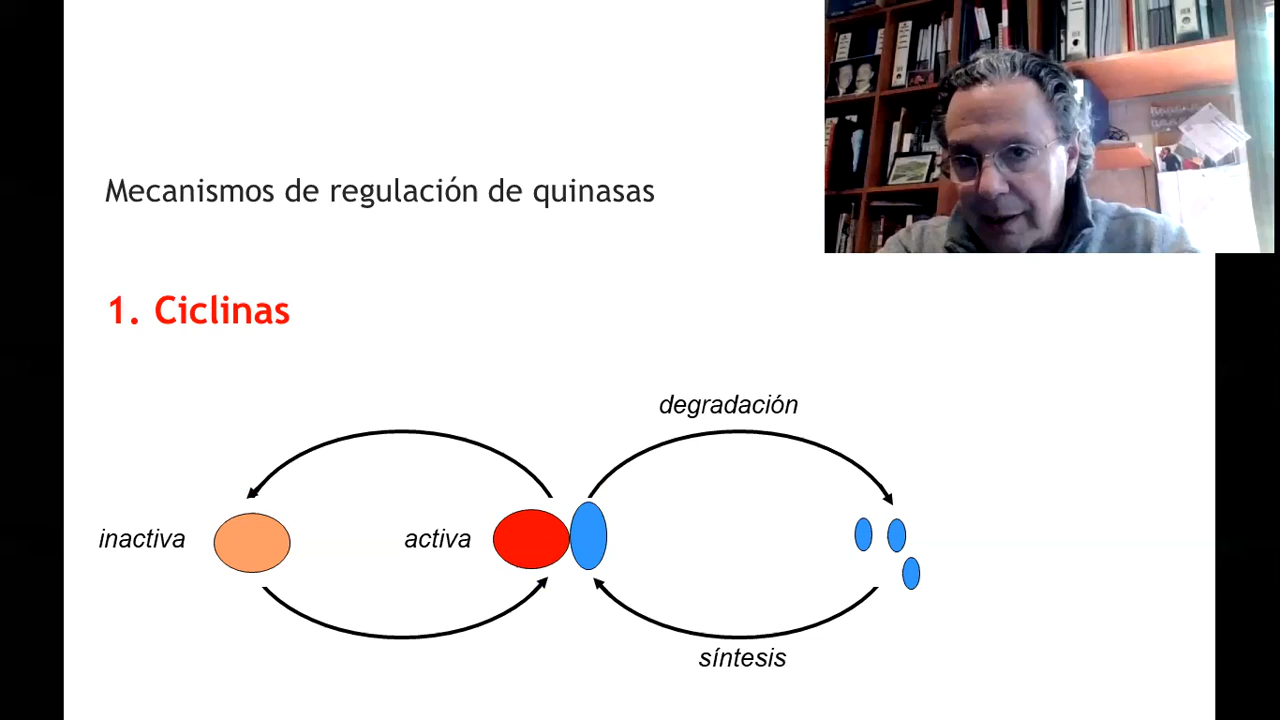 Mecanismos de regulación de quinasas
1. Ciclinas
degradación
inactiva
activa
síntesis